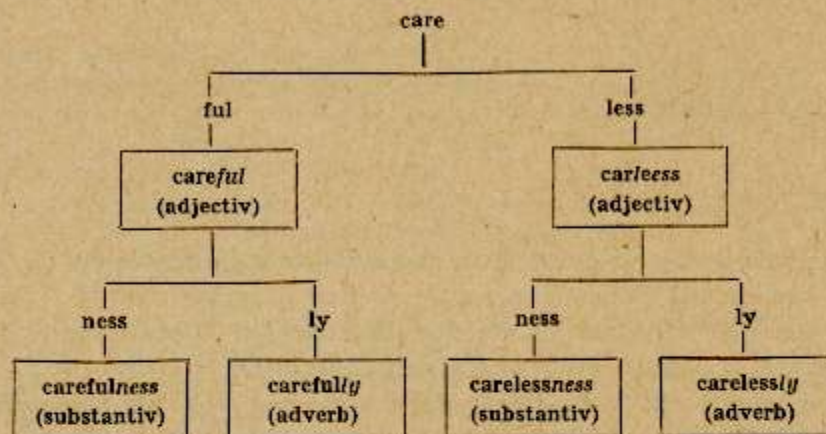 care
ful less
careful carleess
(adjectiv) (adjectiv)
ness ly ness ly
carefulness carefully carelessness carelessly
(substantiv) (adverb) (substantiv) (adverb)